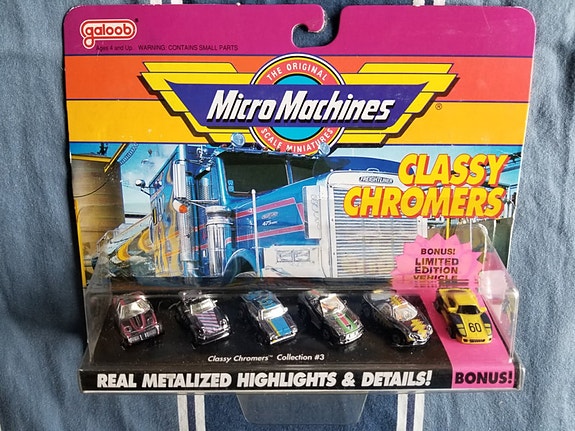 galoob
Ages 4 and Up. WARNING: CONTAINS SMALL PARTS
THE ORIGINAL
Micro Machines
®
SCALE MINIATURES
CLASSY
CHROMERS
FREIGHTLINER
BONUS!
LIMITED
EDITION
VEHICLE
60
Classy Chromers™ Collection #3
REAL METALIZED HIGHLIGHTS & DETAILS!
BONUS!